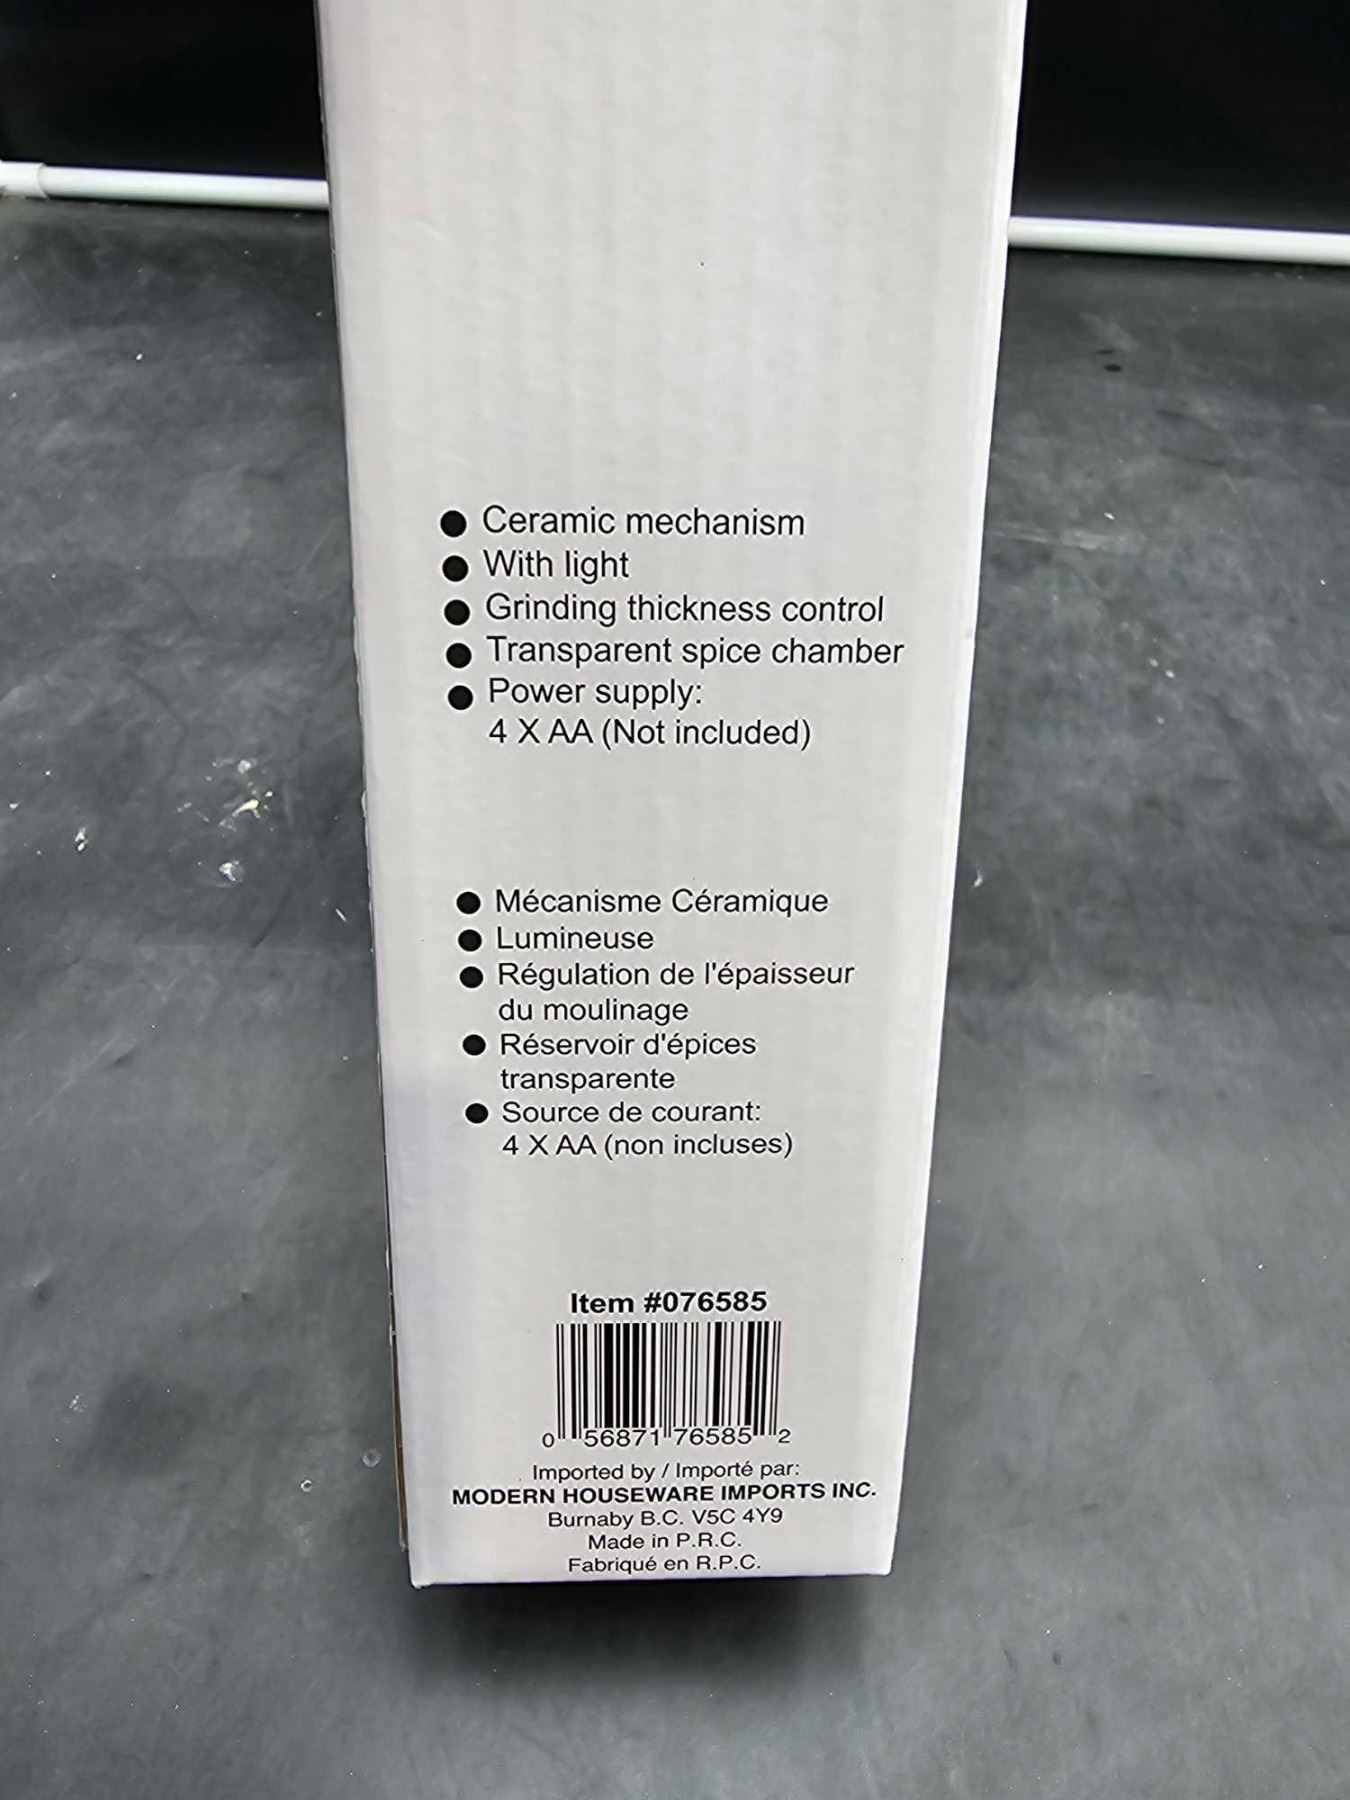 ● Ceramic mechanism
● With light
● Grinding thickness control
● Transparent spice chamber
● Power supply:
4 X AA (Not included)
● Mécanisme Céramique
● Lumineuse
● Régulation de l'épaisseur
du moulinage
● Réservoir d'épices
transparente
● Source de courant:
4 X AA (non incluses)
Item #076585
0 56871 76585 2
Imported by / Importé par:
MODERN HOUSEWARE IMPORTS INC.
Burnaby B.C. V5C 4Y9
Made in P.R.C.
Fabriqué en R.P.C.